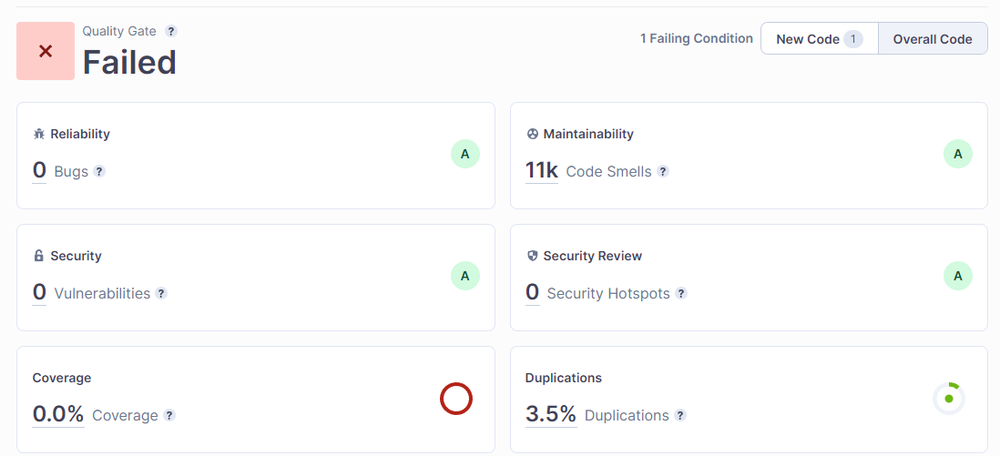 Quality Gate ?
Failed
1 Failing Condition
New Code 1
Overall Code
Reliability
0 Bugs ?
A
Maintainability
11k Code Smells ?
A
Security
0 Vulnerabilities ?
A
Security Review
0 Security Hotspots ?
A
Coverage
0.0% Coverage ?
Duplications
3.5% Duplications ?